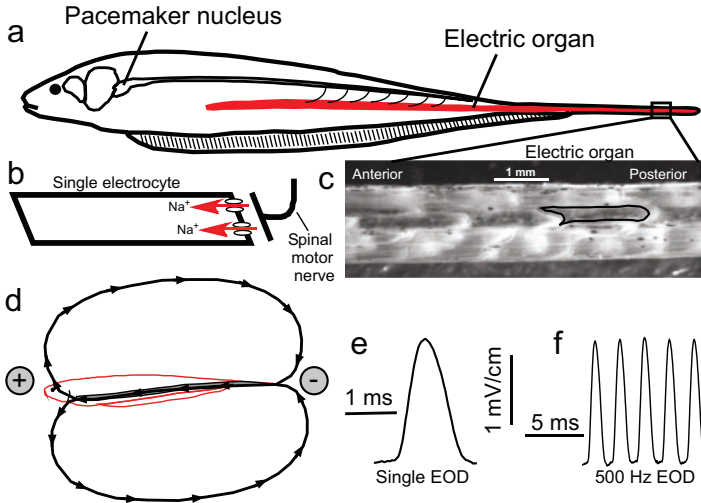 a
Pacemaker nucleus
Electric organ
b
Single electrocyte
Na+
Na+
Spinal
motor
nerve
c
Electric organ
Anterior
1 mm
Posterior
d
+
-
e
1 ms
1 mV/cm
Single EOD
f
5 ms
500 Hz EOD